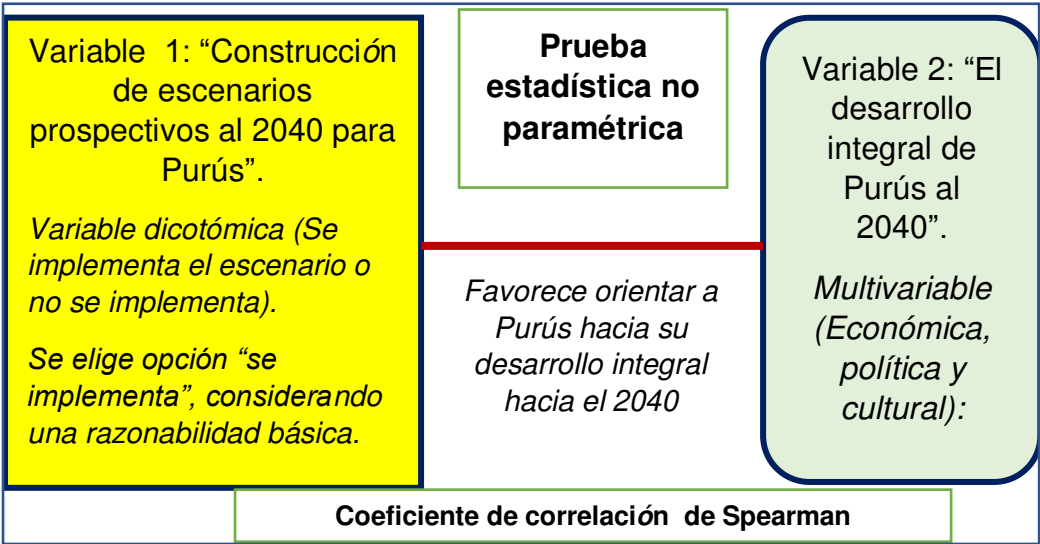 Variable 1: “Construcción
de escenarios
prospectivos al 2040 para
Purús”.
Variable dicotómica (Se
implementa el escenario o
no se implementa).
Se elige opción “se
implementa”, considerando
una razonabilidad básica.
Prueba
estadística no
paramétrica
Favorece orientar a
Purús hacia su
desarrollo integral
hacia el 2040
Variable 2: “El
desarrollo
integral de
Purús al
2040”.
Multivariable
(Económica,
política y
cultural):
Coeficiente de correlación de Spearman